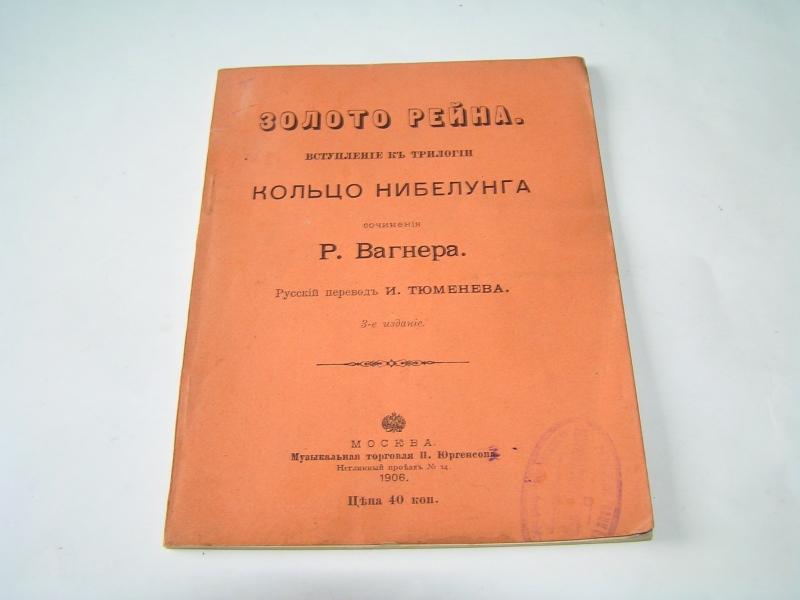 ЗОЛОТО РЕЙНА.
ВСТУПЛЕНІЕ КЪ ТРИЛОГІИ
КОЛЬЦО НИБЕЛУНГА
СОЧИНЕНІЯ
Р. Вагнера.
Русскій переводъ И. ТЮМЕНЕВА.
3-е изданіе.
МОСКВА.
Музыкальная торговля П. Юргенсона
Неглинный проѣздъ № 14.
1906.
Цѣна 40 коп.